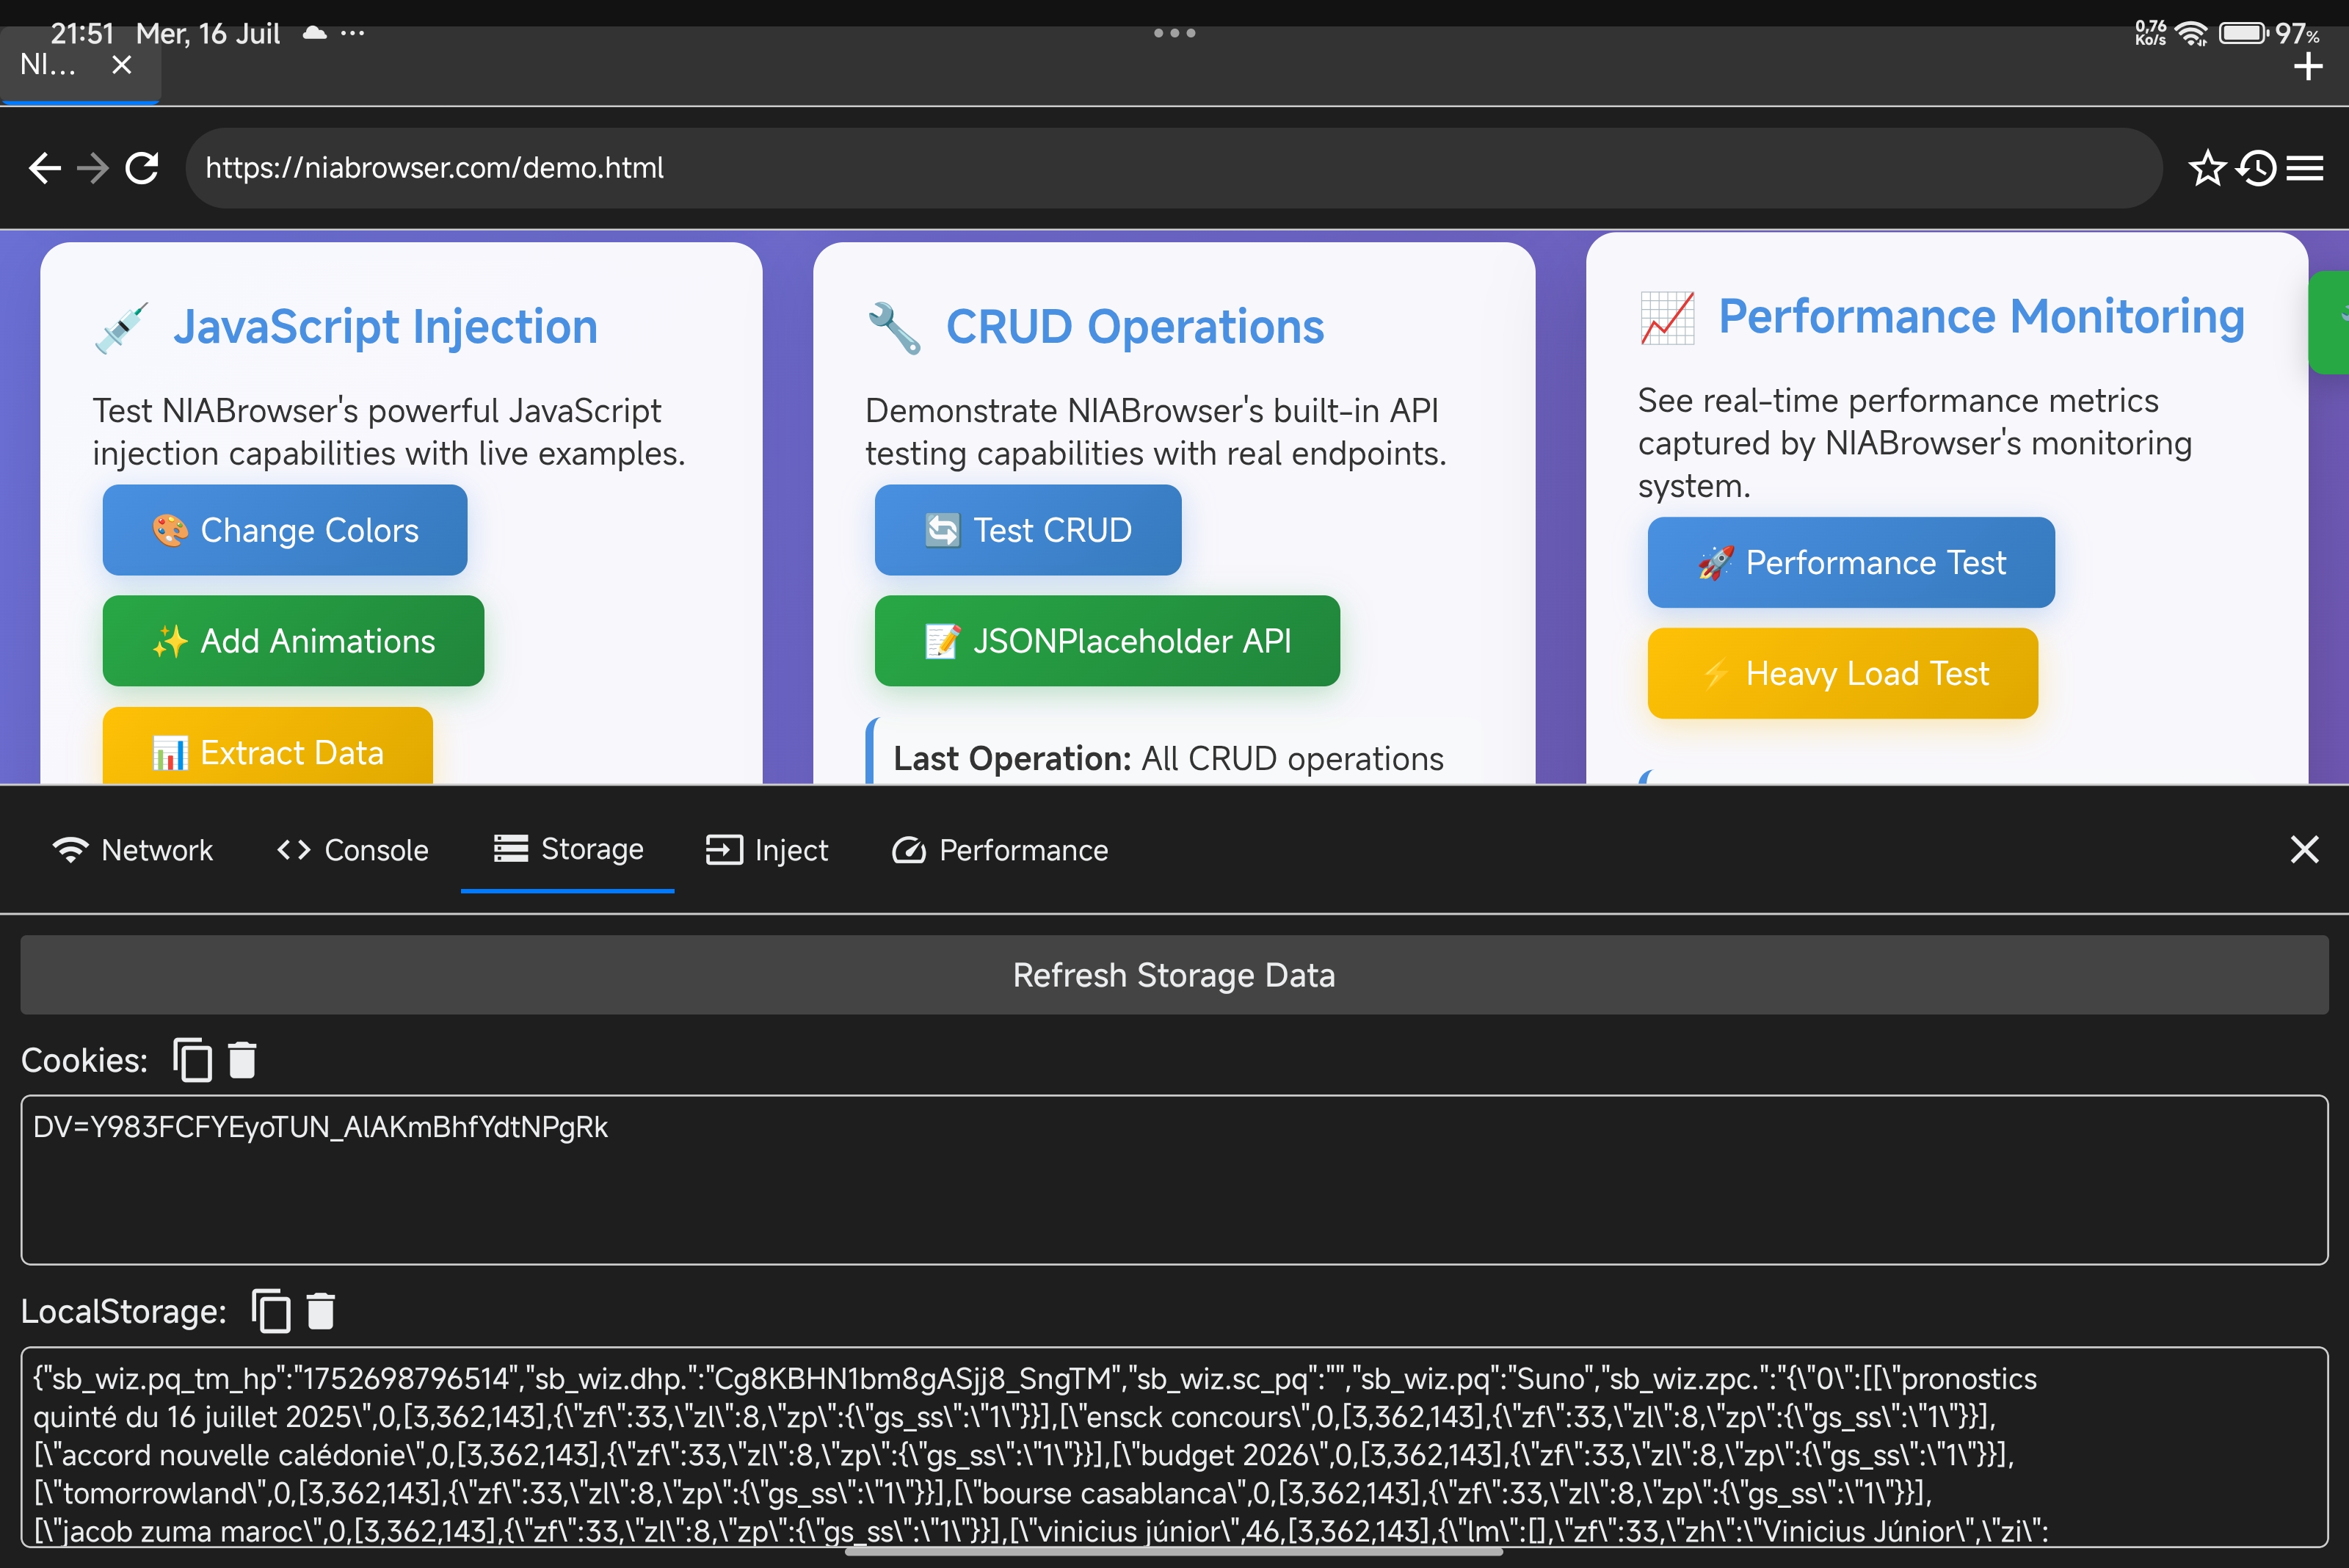 21:51 Mer, 16 Juil
0,76 Ko/s 97%
NI...
https://niabrowser.com/demo.html
JavaScript Injection
Test NIABrowser's powerful JavaScript
injection capabilities with live examples.
Change Colors
Add Animations
Extract Data
CRUD Operations
Demonstrate NIABrowser's built-in API
testing capabilities with real endpoints.
Test CRUD
JSONPlaceholder API
Last Operation: All CRUD operations
Performance Monitoring
See real-time performance metrics
captured by NIABrowser's monitoring
system.
Performance Test
Heavy Load Test
Network Console Storage Inject Performance
Refresh Storage Data
Cookies:
DV=Y983FCFYEyoTUN_AlAKmBhfYdtNPgRk
LocalStorage:
{"sb_wiz.pq_tm_hp":"1752698796514","sb_wiz.dhp.":"Cg8KBHN1bm8gASjj8_SngTM","sb_wiz.sc_pq":"","sb_wiz.pq":"Suno","sb_wiz.zpc.":"{\"0\":[[\"pronostics
quinté du 16 juillet 2025\",0,[3,362,143],{\"zf\":33,\"zl\":8,\"zp\":{\"gs_ss\":\"1\"}}],[\"ensck concours\",0,[3,362,143],{\"zf\":33,\"zl\":8,\"zp\":{\"gs_ss\":\"1\"}}],
[\"accord nouvelle calédonie\",0,[3,362,143],{\"zf\":33,\"zl\":8,\"zp\":{\"gs_ss\":\"1\"}}],[\"budget 2026\",0,[3,362,143],{\"zf\":33,\"zl\":8,\"zp\":{\"gs_ss\":\"1\"}}],
[\"tomorrowland\",0,[3,362,143],{\"zf\":33,\"zl\":8,\"zp\":{\"gs_ss\":\"1\"}}],[\"bourse casablanca\",0,[3,362,143],{\"zf\":33,\"zl\":8,\"zp\":{\"gs_ss\":\"1\"}}],
[\"jacob zuma maroc\",0,[3,362,143],{\"zf\":33,\"zl\":8,\"zp\":{\"gs_ss\":\"1\"}}],[\"vinicius júnior\",46,[3,362,143],{\"lm\":[],\"zf\":33,\"zh\":\"Vinicius Júnior\",\"zi\":